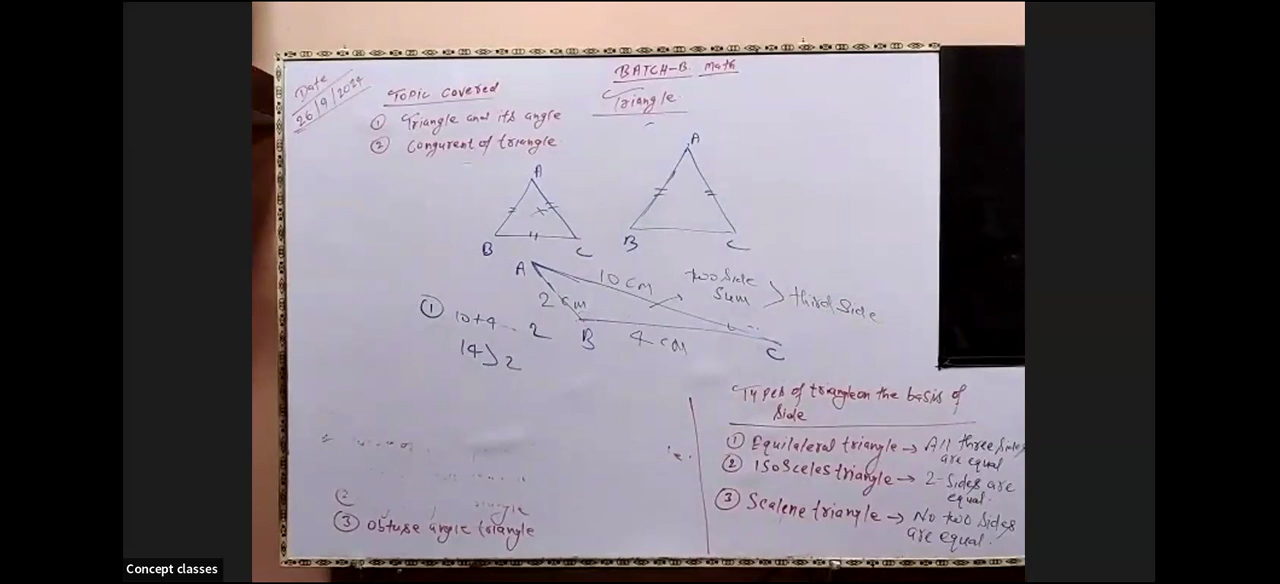 Date
26/9/2024
BATCH-B. Math
Triangle
Topic covered
① Triangle and its angle
② Congurent of triangle
A
B
C
A
B
C
A
10 cm
2 cm
B
4 cm
C
two side
sum > third side
① 10+4 2
14>2
Types of triangle on the basis of
side
① Equilateral triangle → All three sides
are equal
② Isosceles triangle → 2-sides are
equal.
③ Scalene triangle → No two sides
are equal.
②
③ obtuse angle triangle
Concept classes